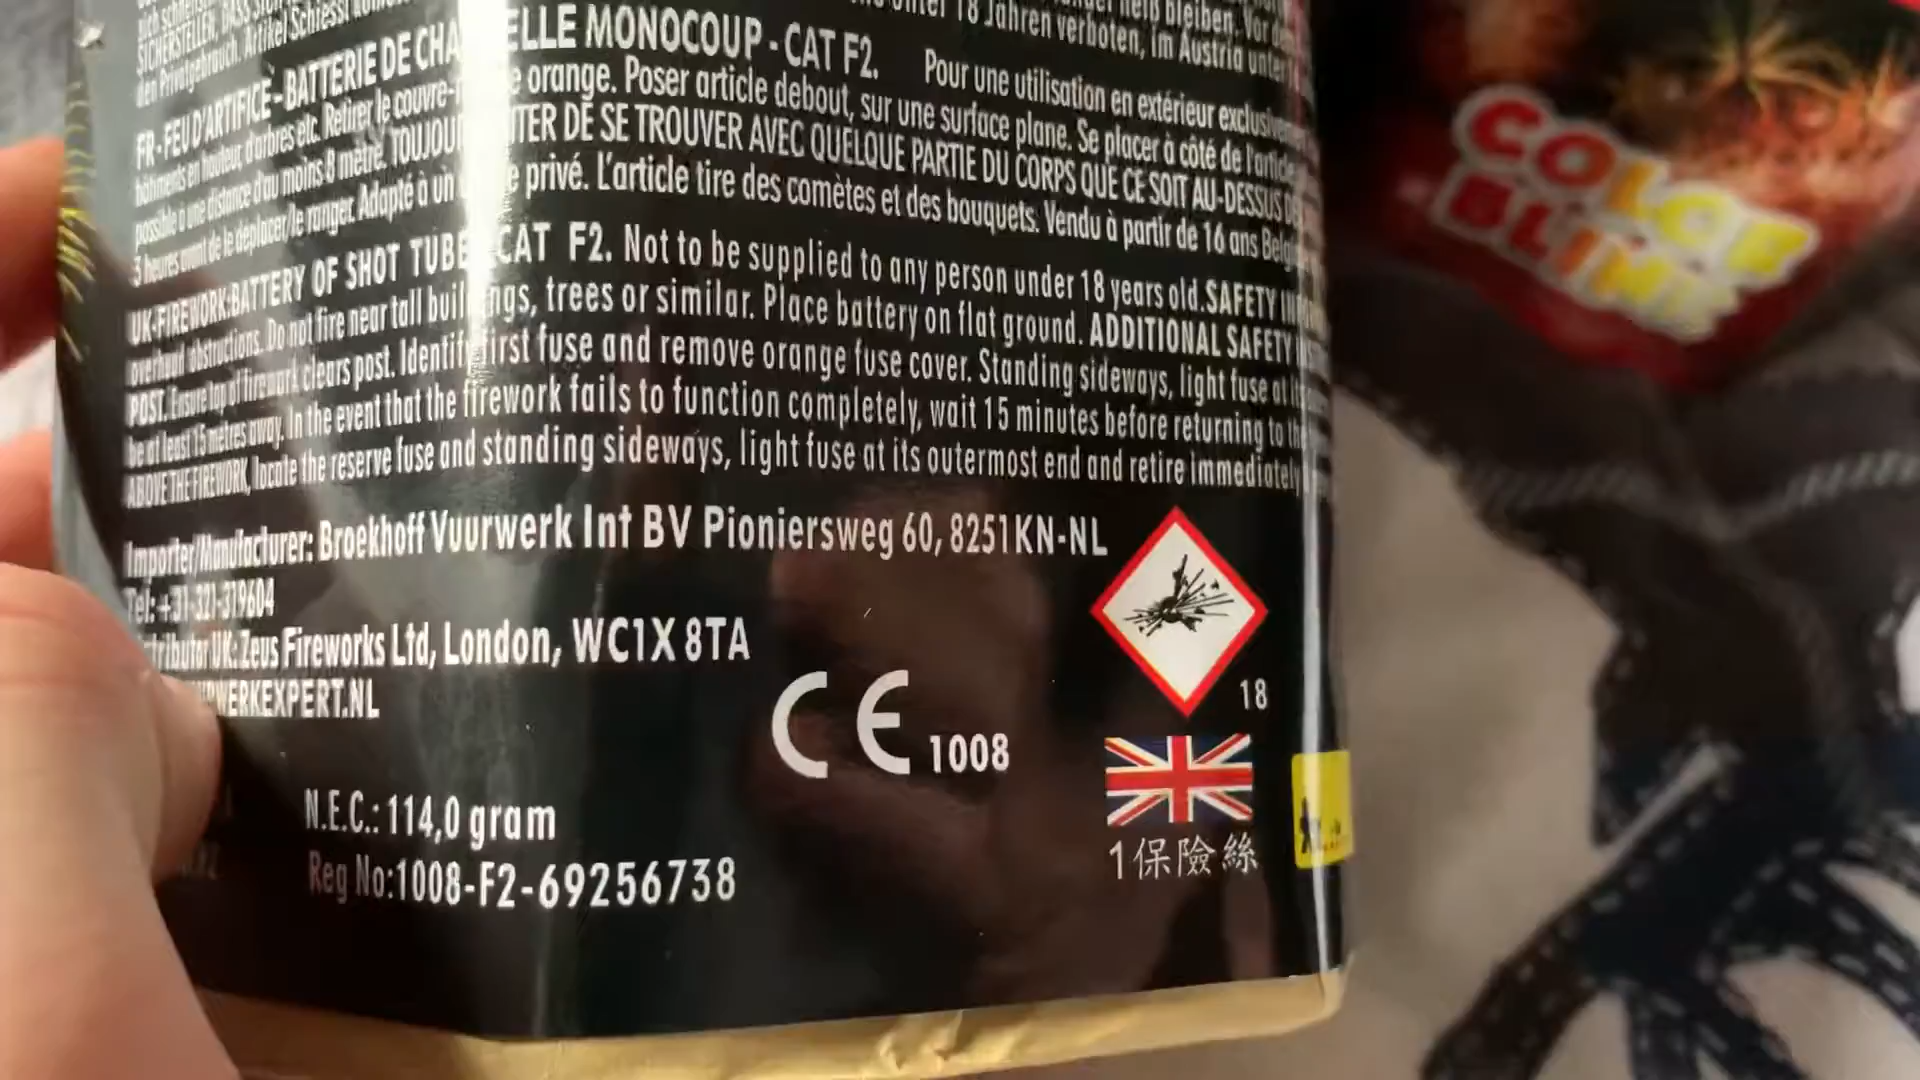 unter 18 Jahren verboten, im Austria unter
SICHERSTELLEN, DASS
den Privatgebrauch. Artikel Schiesst
FR-FEU D'ARTIFICE-BATTERIE DE CHA ELLE MONOCOUP - CAT F2. Pour une utilisation en extérieur
bâtiments en hauteur, d'arbres etc. Retirer le couvre- orange. Poser article debout, sur une surface plane. Se placer à côté de l'article
possible à une distance d'au moins 8 mètre. TOUJOU ITER DE SE TROUVER AVEC QUELQUE PARTIE DU CORPS QUE CE SOIT AU-DESSUS
3 heures avant de le déplacer/le ranger. Adapté à un privé. L'article tire des comètes et des bouquets. Vendu à partir de 16 ans
UK-FIREWORK:BATTERY OF SHOT TUBE CAT F2. Not to be supplied to any person under 18 years old.SAFETY
overhead obstructions. Do not fire near tall buil ngs, trees or similar. Place battery on flat ground. ADDITIONAL SAFETY
POST. Ensure top of firework clears post. Identify first fuse and remove orange fuse cover. Standing sideways, light fuse at
be at least 15 metres away. In the event that the firework fails to function completely, wait 15 minutes before returning to
ABOVE THE FIREWORK, locate the reserve fuse and standing sideways, light fuse at its outermost end and retire immediately
Importer/Manufacturer: Broekhoff Vuurwerk Int BV Pioniersweg 60, 8251KN-NL
Tel: +31-321-319604
tributor UK: Zeus Fireworks Ltd, London, WC1X 8TA
WERKEXPERT.NL
CE 1008
18
N.E.C.: 114,0 gram
Reg No:1008-F2-69256738
1保險絲
COLOR
BLINK